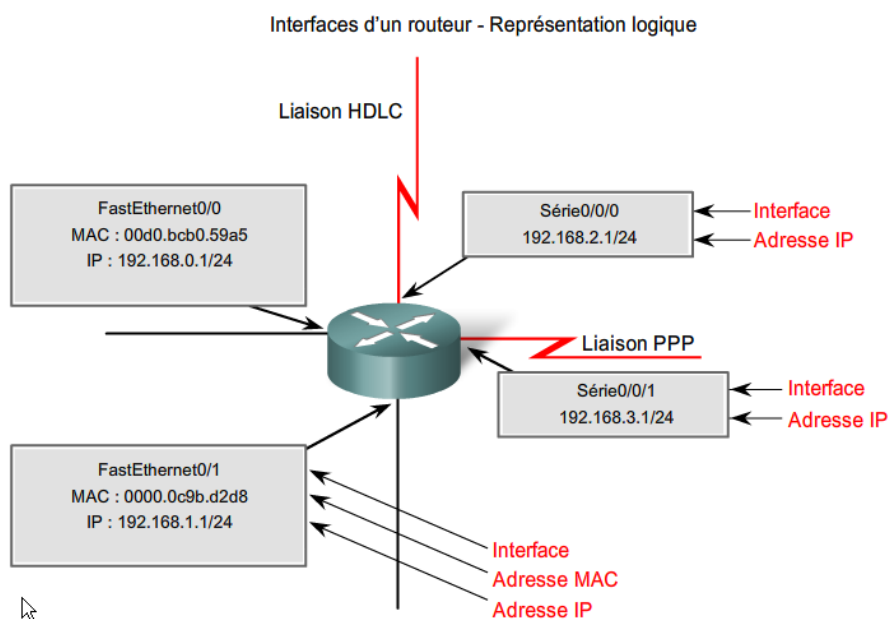 Interfaces d'un routeur - Représentation logique
Liaison HDLC
FastEthernet0/0
MAC : 00d0.bcb0.59a5
IP : 192.168.0.1/24
Série0/0/0
192.168.2.1/24
Interface
Adresse IP
Liaison PPP
Série0/0/1
192.168.3.1/24
Interface
Adresse IP
FastEthernet0/1
MAC : 0000.0c9b.d2d8
IP : 192.168.1.1/24
Interface
Adresse MAC
Adresse IP